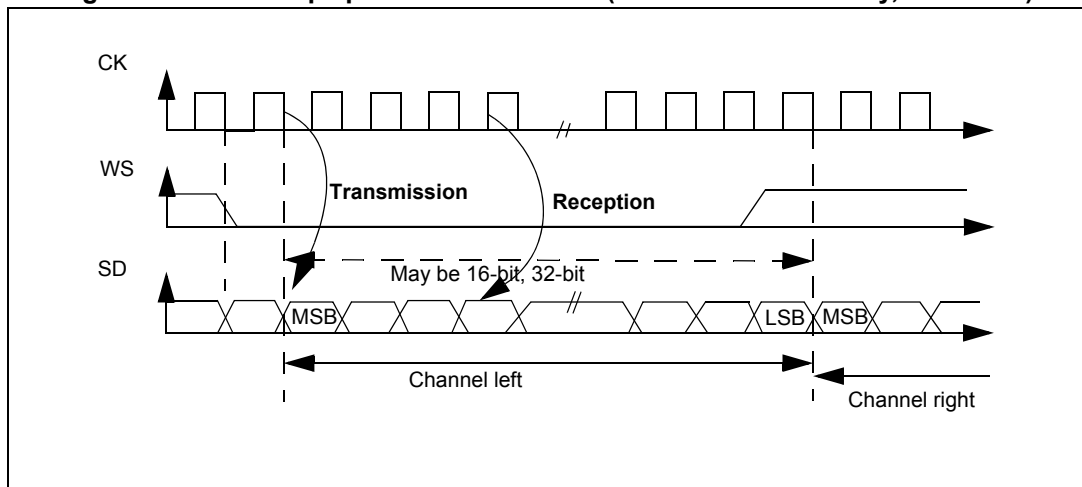 CK
WS
Transmission
Reception
SD
May be 16-bit, 32-bit
MSB
LSB
MSB
Channel left
Channel right